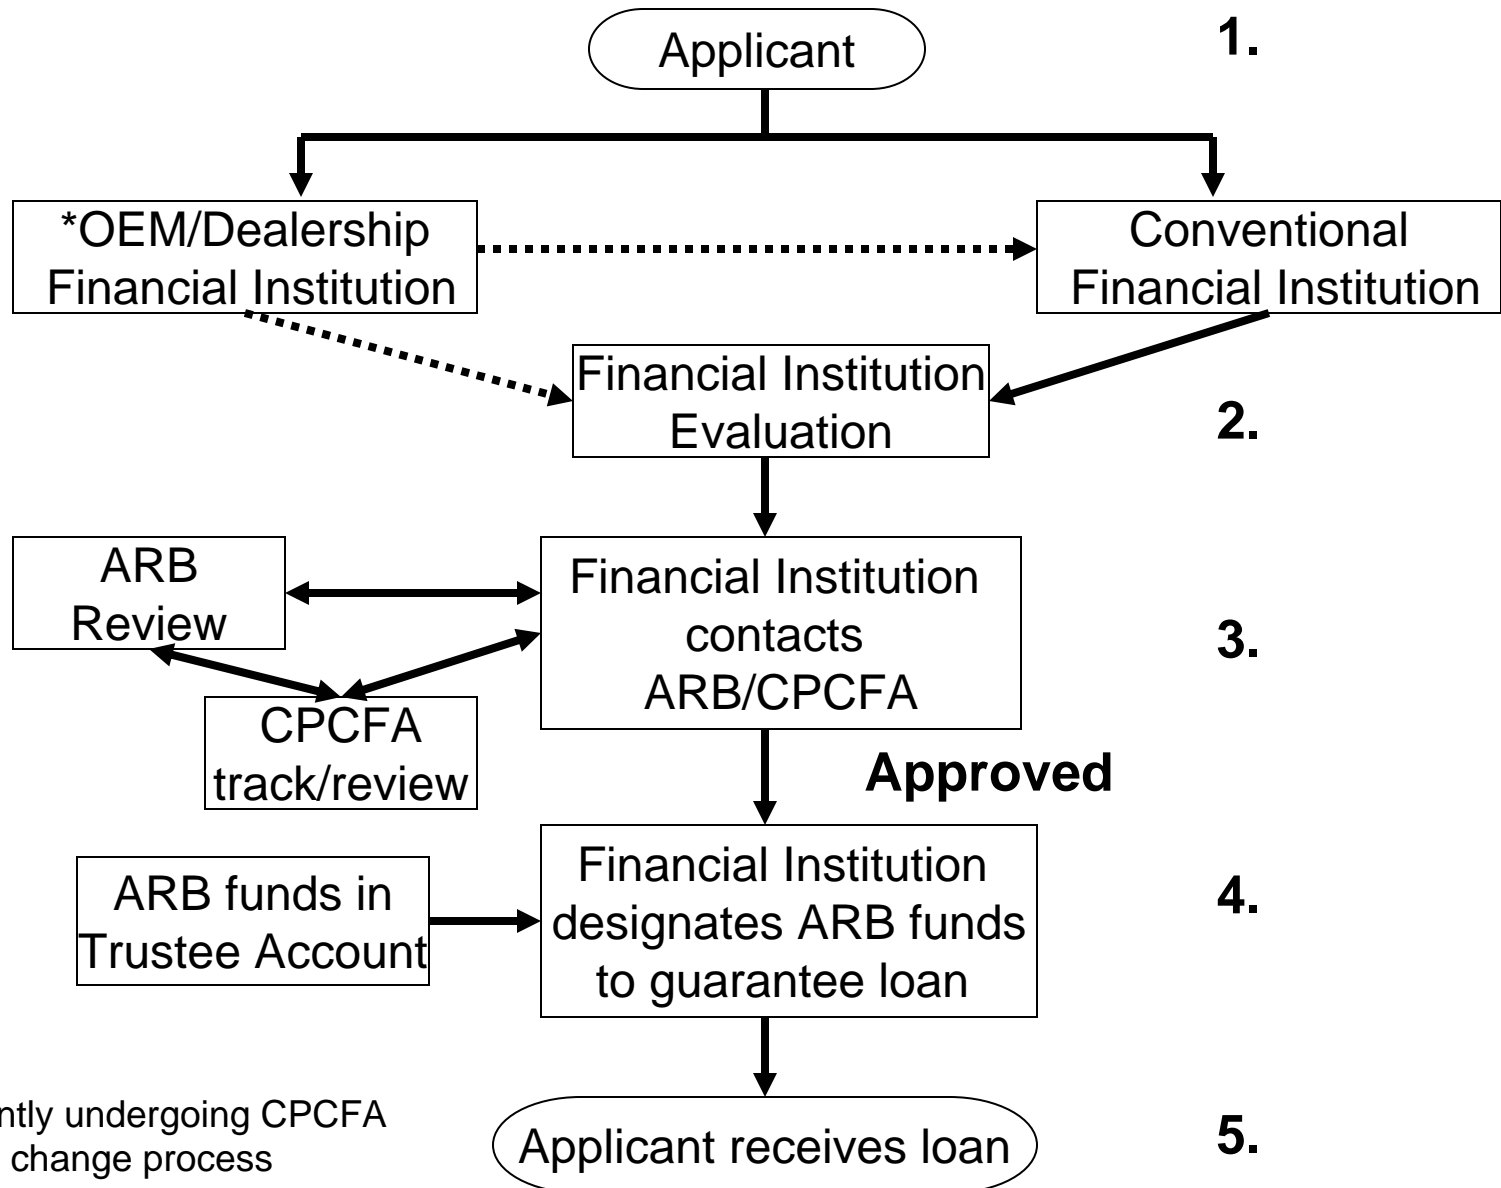 Applicant
1.
*OEM/Dealership
Financial Institution
Conventional
Financial Institution
Financial Institution
Evaluation
2.
ARB
Review
Financial Institution
contacts
ARB/CPCFA
3.
CPCFA
track/review
Approved
ARB funds in
Trustee Account
Financial Institution
designates ARB funds
to guarantee loan
4.
undergoing CPCFA
change process
Applicant receives loan
5.